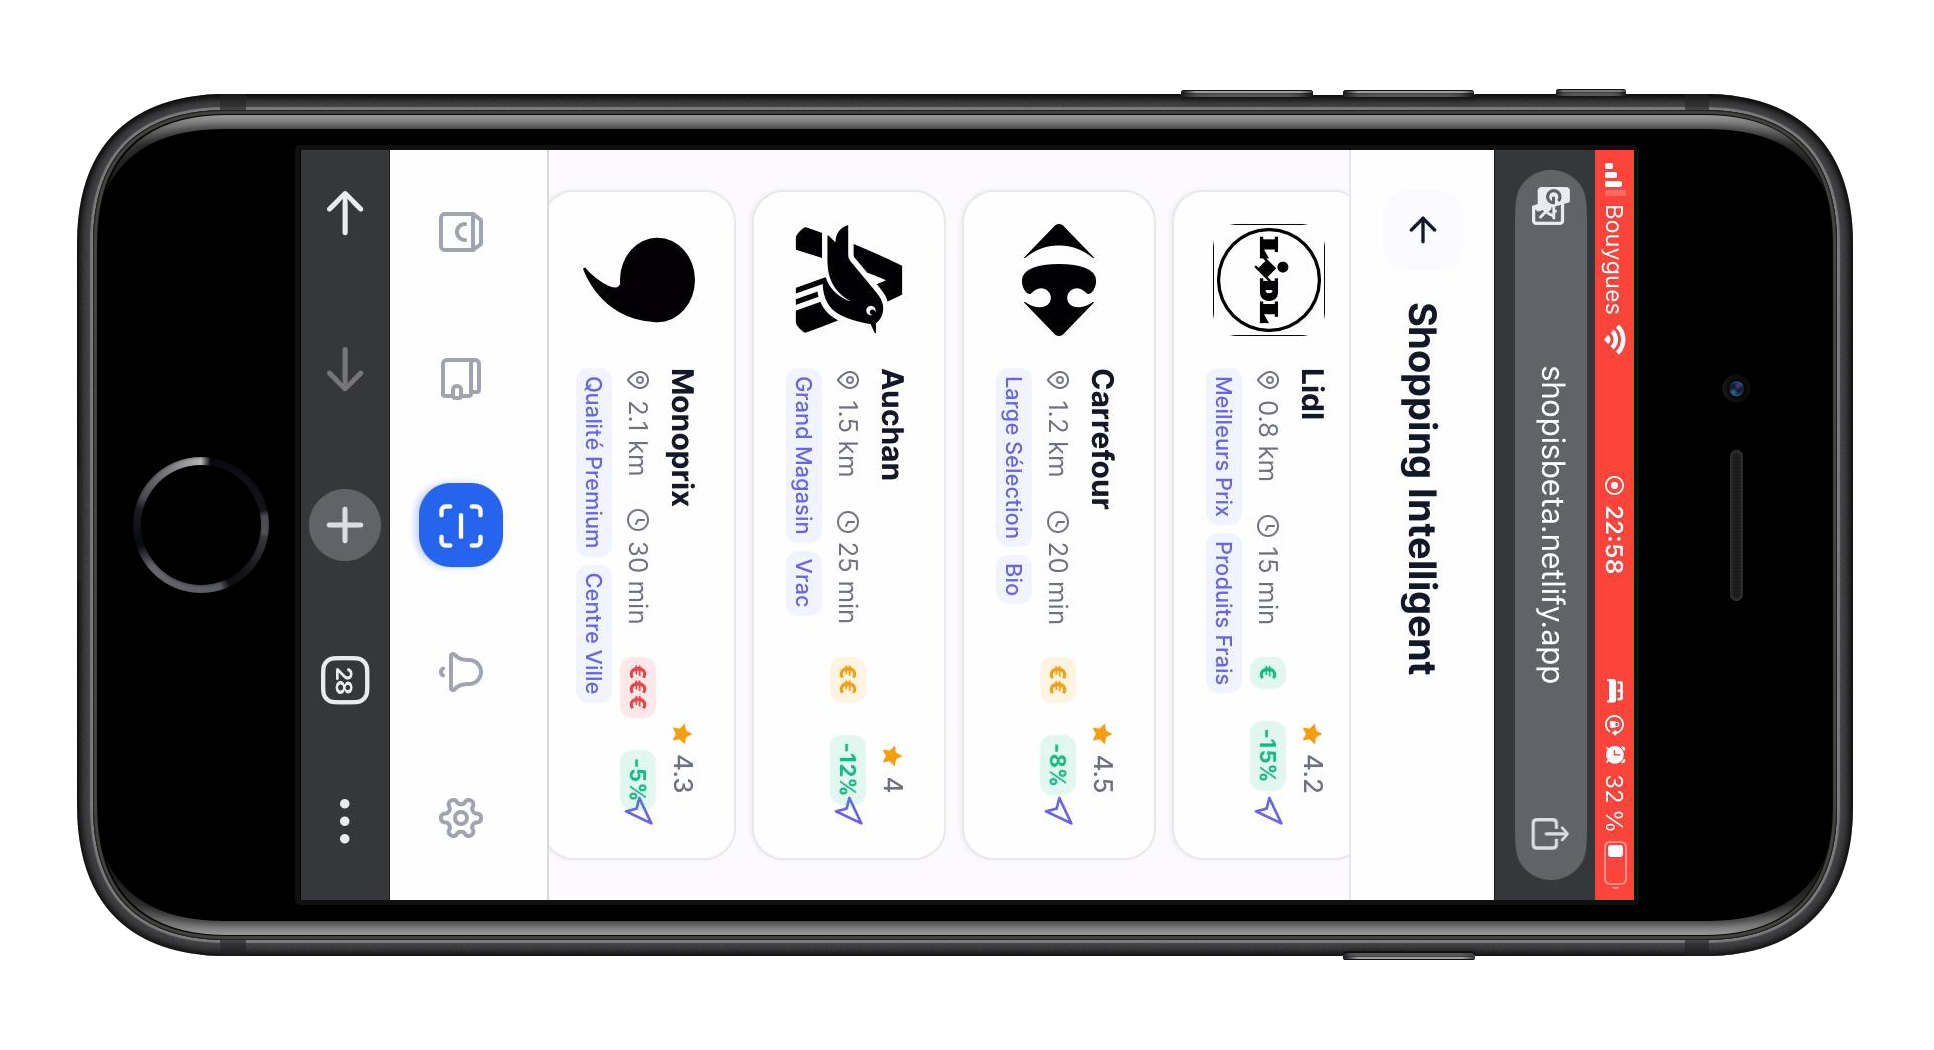 Bouygues 22:58 32 %
shopisbeta.netlify.app
Shopping Intelligent
LIDL
Lidl 4.2
0.8 km 15 min € -15%
Meilleurs Prix Produits Frais
Carrefour 4.5
1.2 km 20 min €€ -8%
Large Sélection Bio
Auchan 4
1.5 km 25 min €€ -12%
Grand Magasin Vrac
Monoprix 4.3
2.1 km 30 min €€€ -5%
Qualité Premium Centre Ville
28